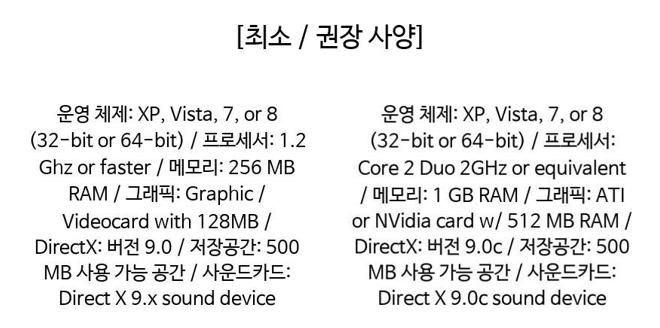 [최소 / 권장 사양]
운영 체제: XP, Vista, 7, or 8
(32-bit or 64-bit) / 프로세서: 1.2
Ghz or faster / 메모리: 256 MB
RAM / 그래픽: Graphic /
Videocard with 128MB /
DirectX: 버전 9.0 / 저장공간: 500
MB 사용 가능 공간 / 사운드카드:
Direct X 9.x sound device
운영 체제: XP, Vista, 7, or 8
(32-bit or 64-bit) / 프로세서:
Core 2 Duo 2GHz or equivalent
/ 메모리: 1 GB RAM / 그래픽: ATI
or NVidia card w/ 512 MB RAM /
DirectX: 버전 9.0c / 저장공간: 500
MB 사용 가능 공간 / 사운드카드:
Direct X 9.0c sound device